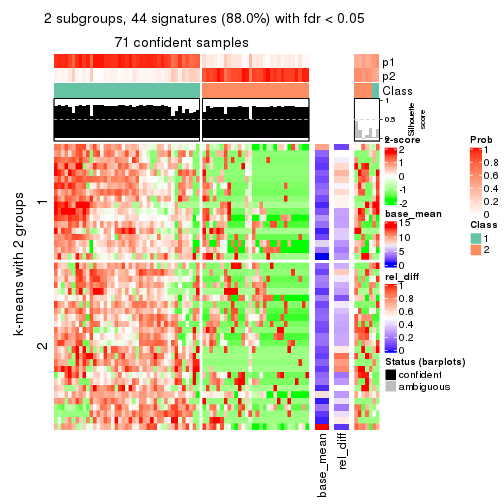 2 subgroups, 44 signatures (88.0%) with fdr < 0.05
71 confident samples
p1
p2
Class
1
0.5
0
Silhouette
score
k-means with 2 groups
1
2
base_mean
rel_diff
z-score
2
1
0
-1
-2
base_mean
15
10
5
0
rel_diff
1
0.8
0.6
0.4
0.2
0
Status (barplots)
confident
ambiguous
Prob
1
0.8
0.6
0.4
0.2
0
Class
1
2